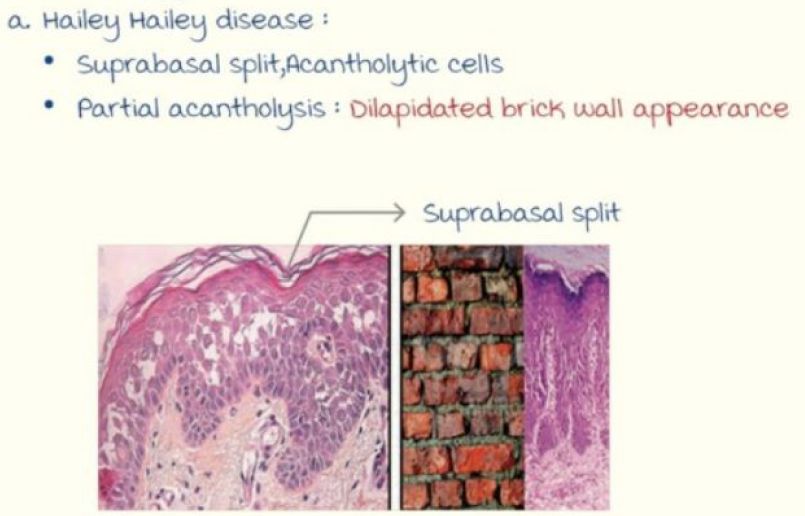 a. Hailey Hailey disease :
• Suprabasal split,Acantholytic cells
• Partial acantholysis : Dilapidated brick wall appearance
Suprabasal split